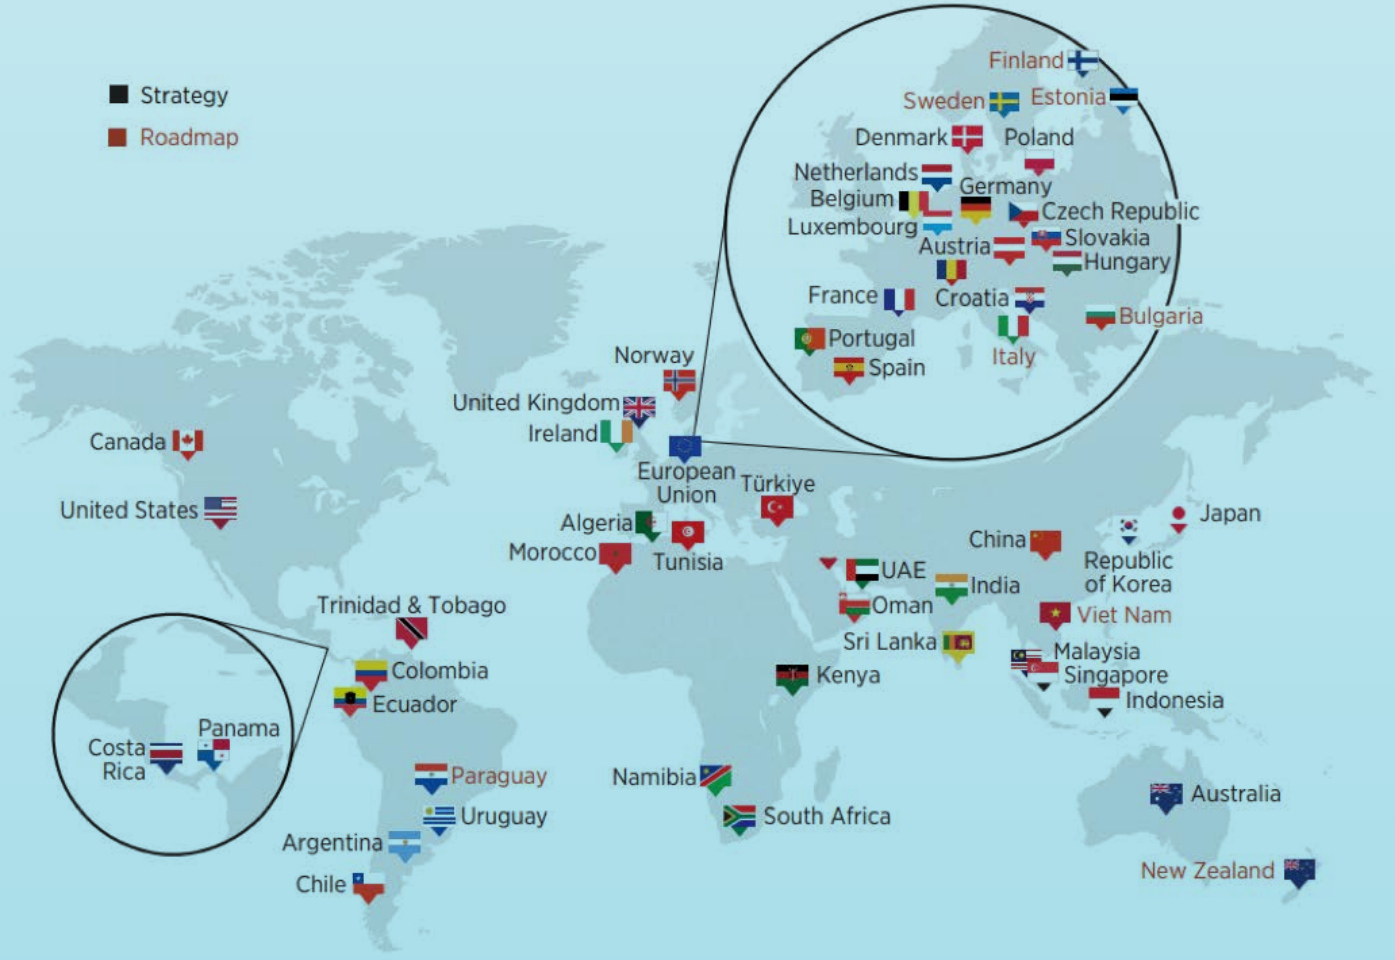 Strategy
Roadmap
Finland
Sweden
Estonia
Denmark
Poland
Netherlands
Germany
Belgium
Czech Republic
Luxembourg
Slovakia
Austria
Hungary
France
Croatia
Bulgaria
Portugal
Italy
Spain
Norway
United Kingdom
Ireland
Canada
European
Union
Türkiye
United States
Algeria
Japan
Morocco
Tunisia
China
Republic
of Korea
UAE
India
Oman
Viet Nam
Trinidad & Tobago
Sri Lanka
Malaysia
Colombia
Kenya
Singapore
Ecuador
Indonesia
Panama
Costa
Rica
Paraguay
Namibia
Australia
Uruguay
South Africa
Argentina
New Zealand
Chile